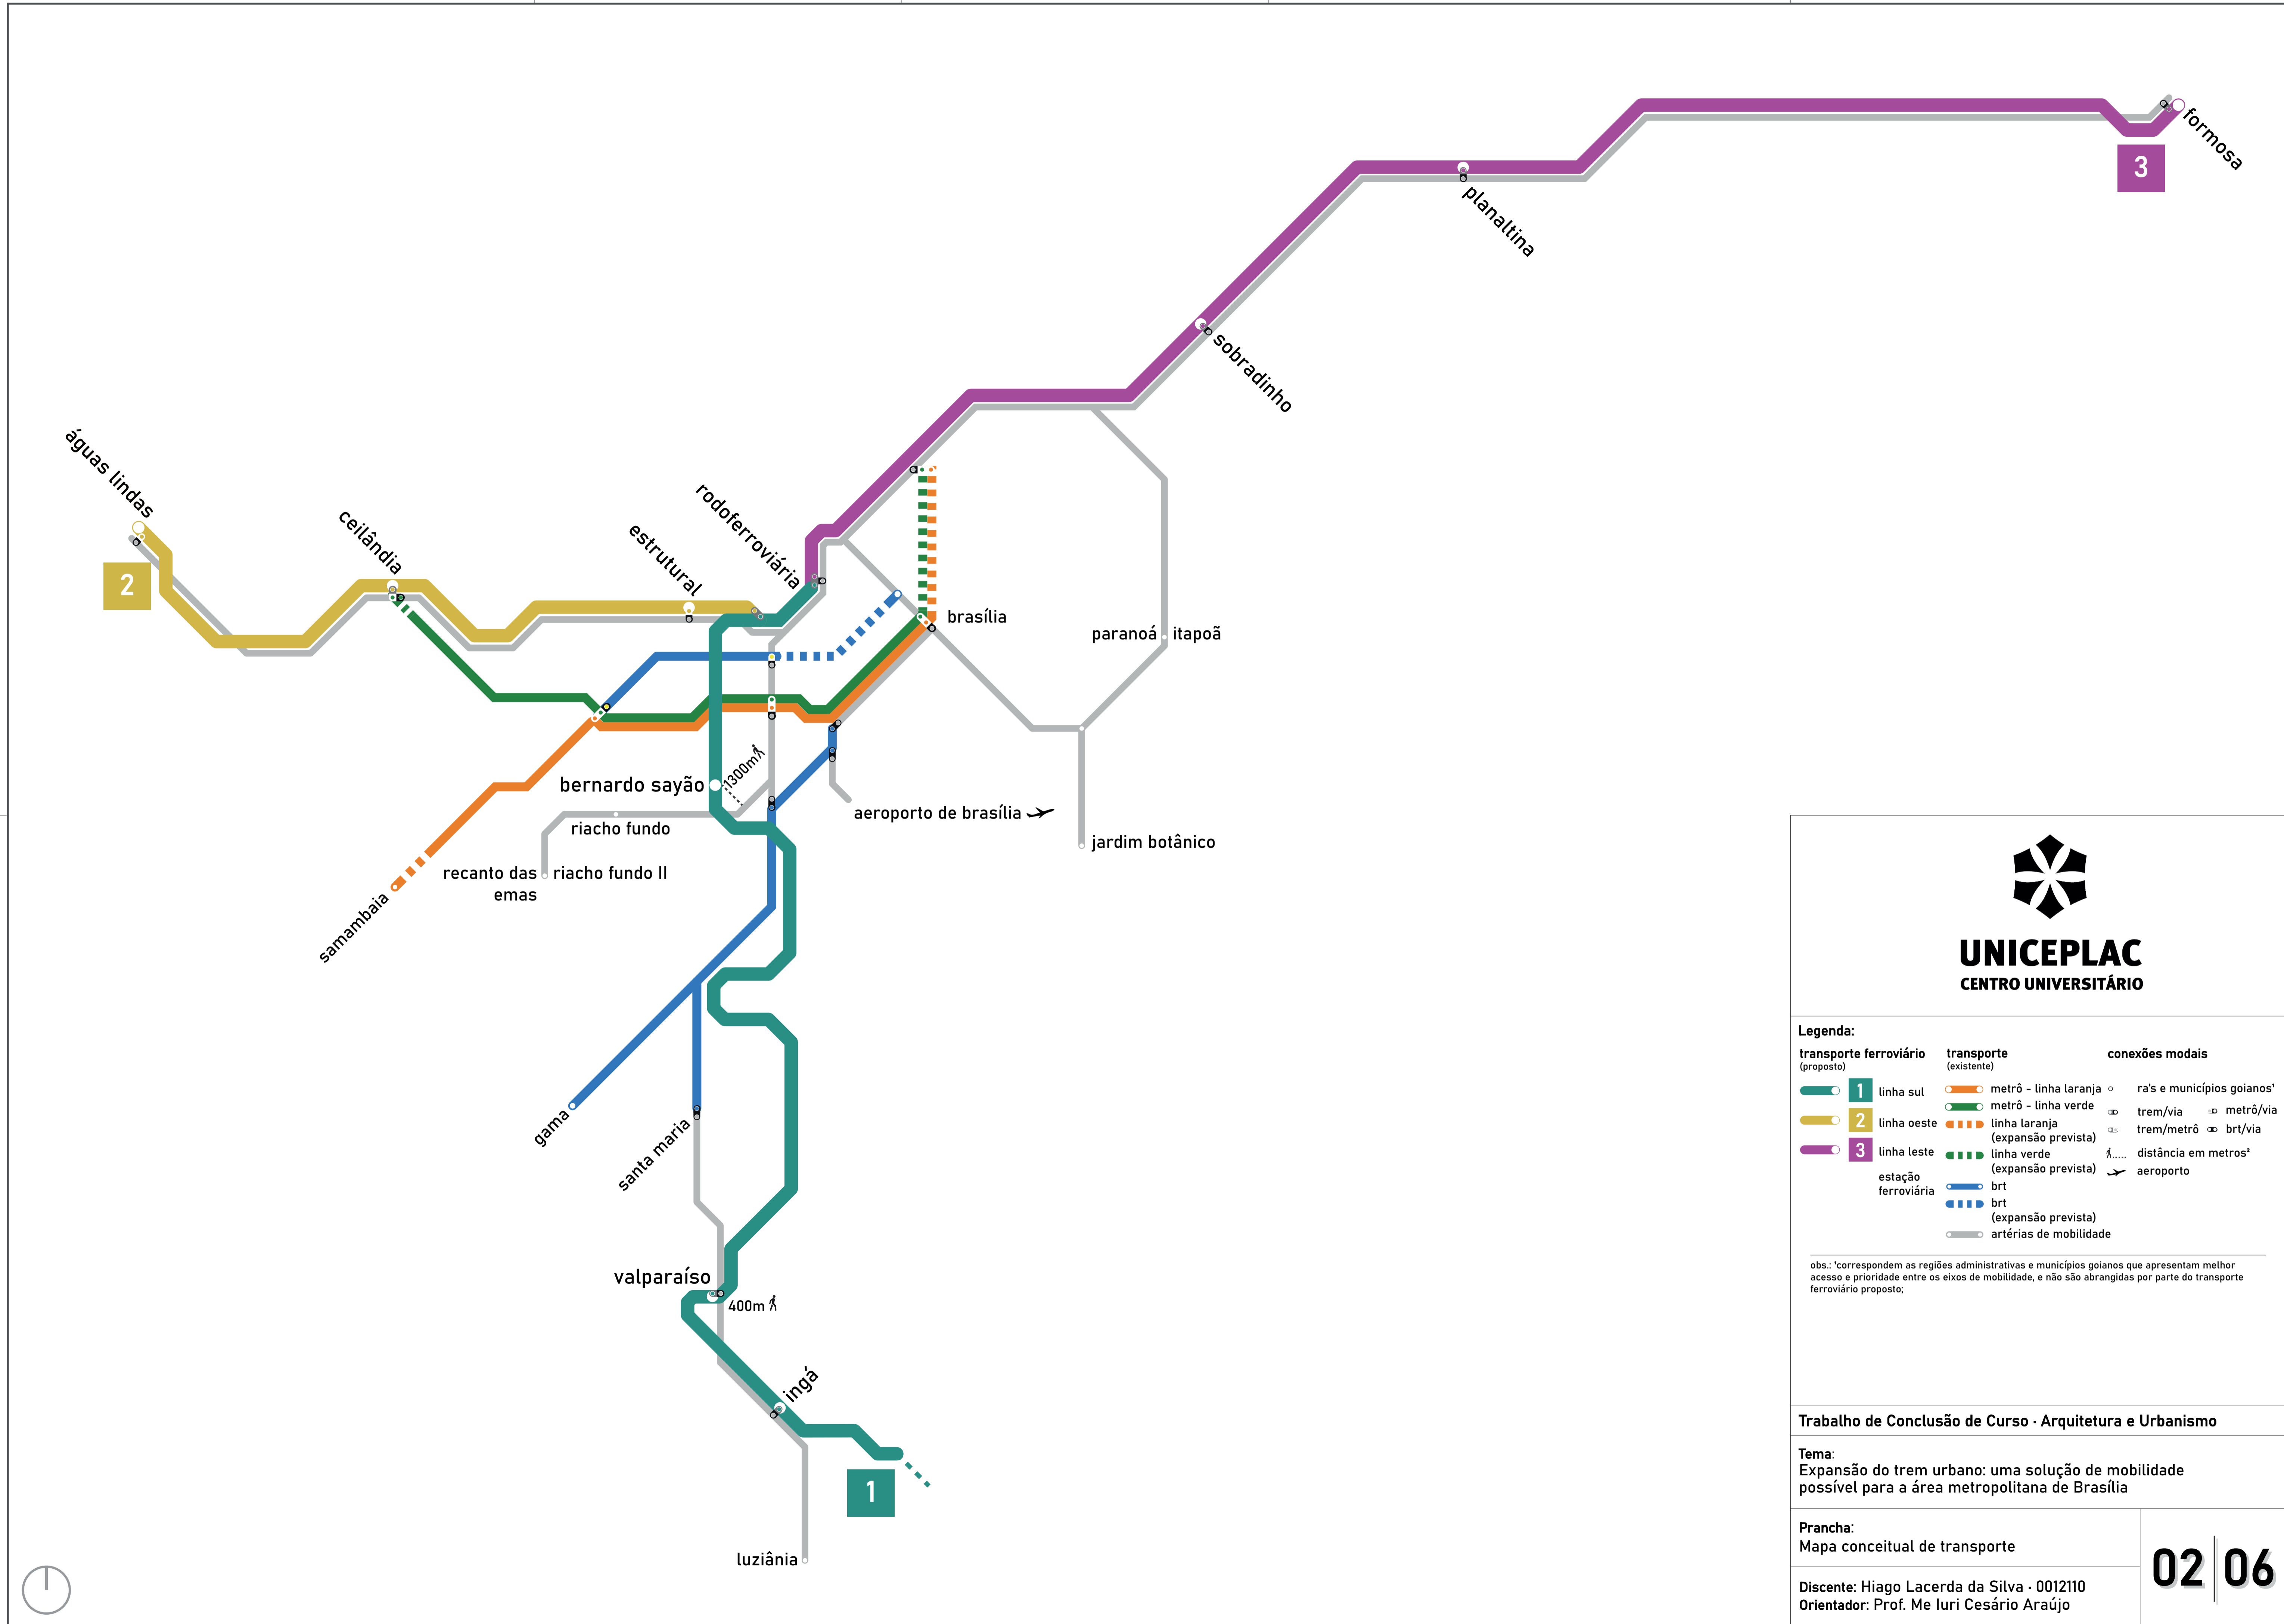 formosa
3
planaltina
sobradinho
águas lindas
2
ceilândia
estrutural
rodoferroviária
brasília
paranoá
itapoã
1300m
bernardo sayão
aeroporto de brasília
riacho fundo
jardim botânico
recanto das
emas
riacho fundo II
samambaia
gama
santa maria
valparaíso
400m
ingá
1
luziânia
UNICEPLAC
CENTRO UNIVERSITÁRIO
Legenda:
transporte ferroviário
(proposto)
1 linha sul
2 linha oeste
3 linha leste
estação
ferroviária
transporte
(existente)
metrô - linha laranja
metrô - linha verde
linha laranja
(expansão prevista)
linha verde
(expansão prevista)
brt
brt
(expansão prevista)
artérias de mobilidade
conexões modais
ra's e municípios goianos¹
trem/via
metrô/via
trem/metrô
brt/via
distância em metros²
aeroporto
obs.: ¹correspondem as regiões administrativas e municípios goianos que apresentam melhor
acesso e prioridade entre os eixos de mobilidade, e não são abrangidas por parte do transporte
ferroviário proposto;
Trabalho de Conclusão de Curso · Arquitetura e Urbanismo
Tema:
Expansão do trem urbano: uma solução de mobilidade
possível para a área metropolitana de Brasília
Prancha:
Mapa conceitual de transporte
02 06
Discente: Hiago Lacerda da Silva · 0012110
Orientador: Prof. Me Iuri Cesário Araújo